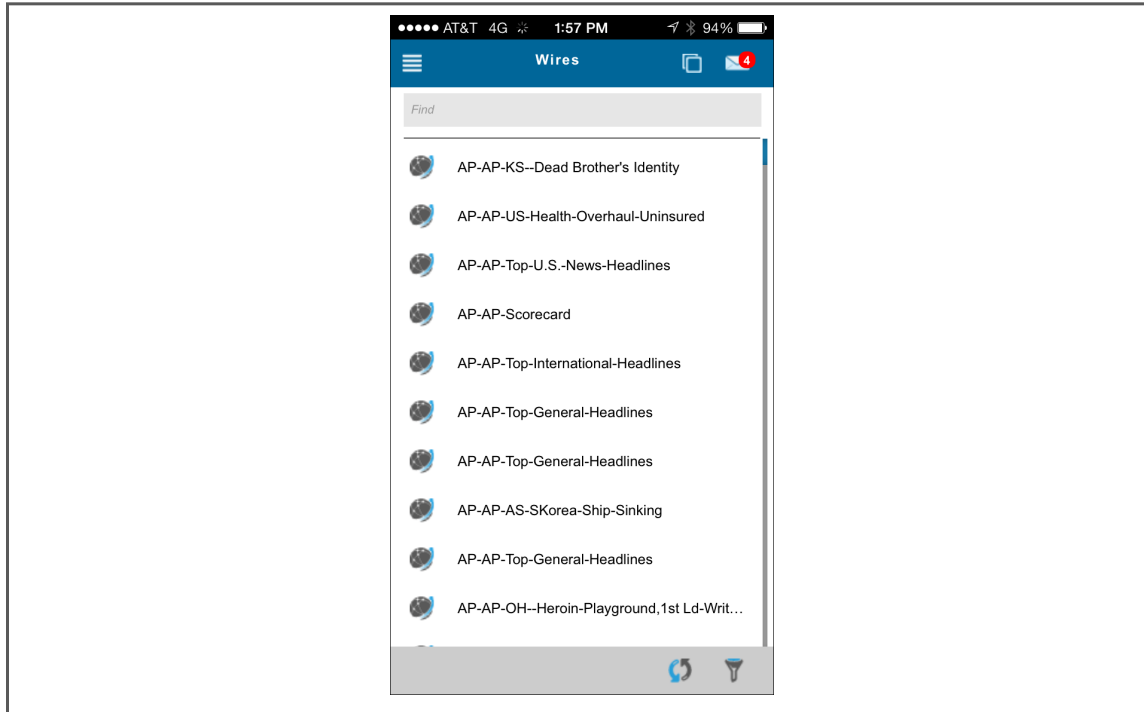 AT&T 4G 1:57 PM 94%
Wires 4
Find
AP-AP-KS--Dead Brother's Identity
AP-AP-US-Health-Overhaul-Uninsured
AP-AP-Top-U.S.-News-Headlines
AP-AP-Scorecard
AP-AP-Top-International-Headlines
AP-AP-Top-General-Headlines
AP-AP-Top-General-Headlines
AP-AP-AS-SKorea-Ship-Sinking
AP-AP-Top-General-Headlines
AP-AP-OH--Heroin-Playground,1st Ld-Writ…